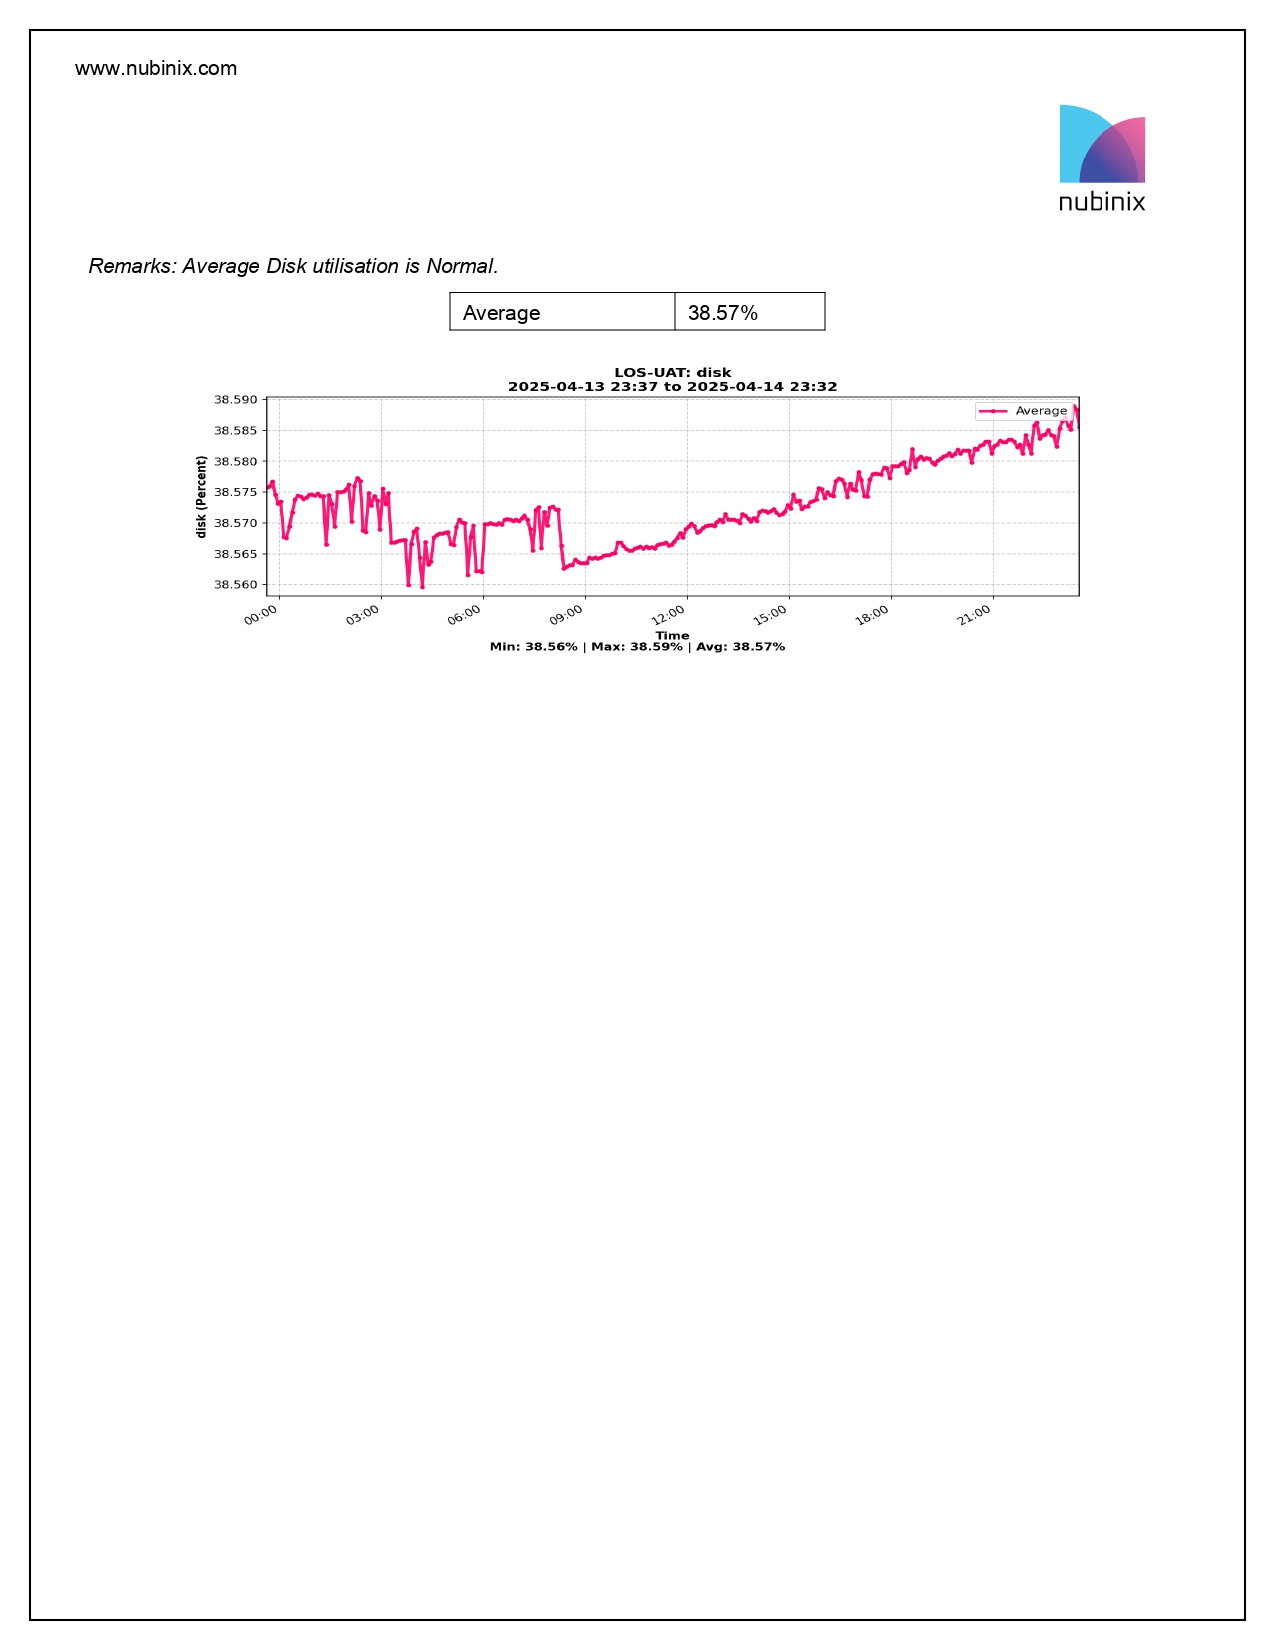 www.nubinix.com
nubinix
Remarks: Average Disk utilisation is Normal.
Average 38.57%
LOS-UAT: disk
2025-04-13 23:37 to 2025-04-14 23:32
38.590
38.585
38.580
38.575
38.570
38.565
38.560
disk (Percent)
Average
00:00 03:00 06:00 09:00 12:00 15:00 18:00 21:00
Time
Min: 38.56% | Max: 38.59% | Avg: 38.57%